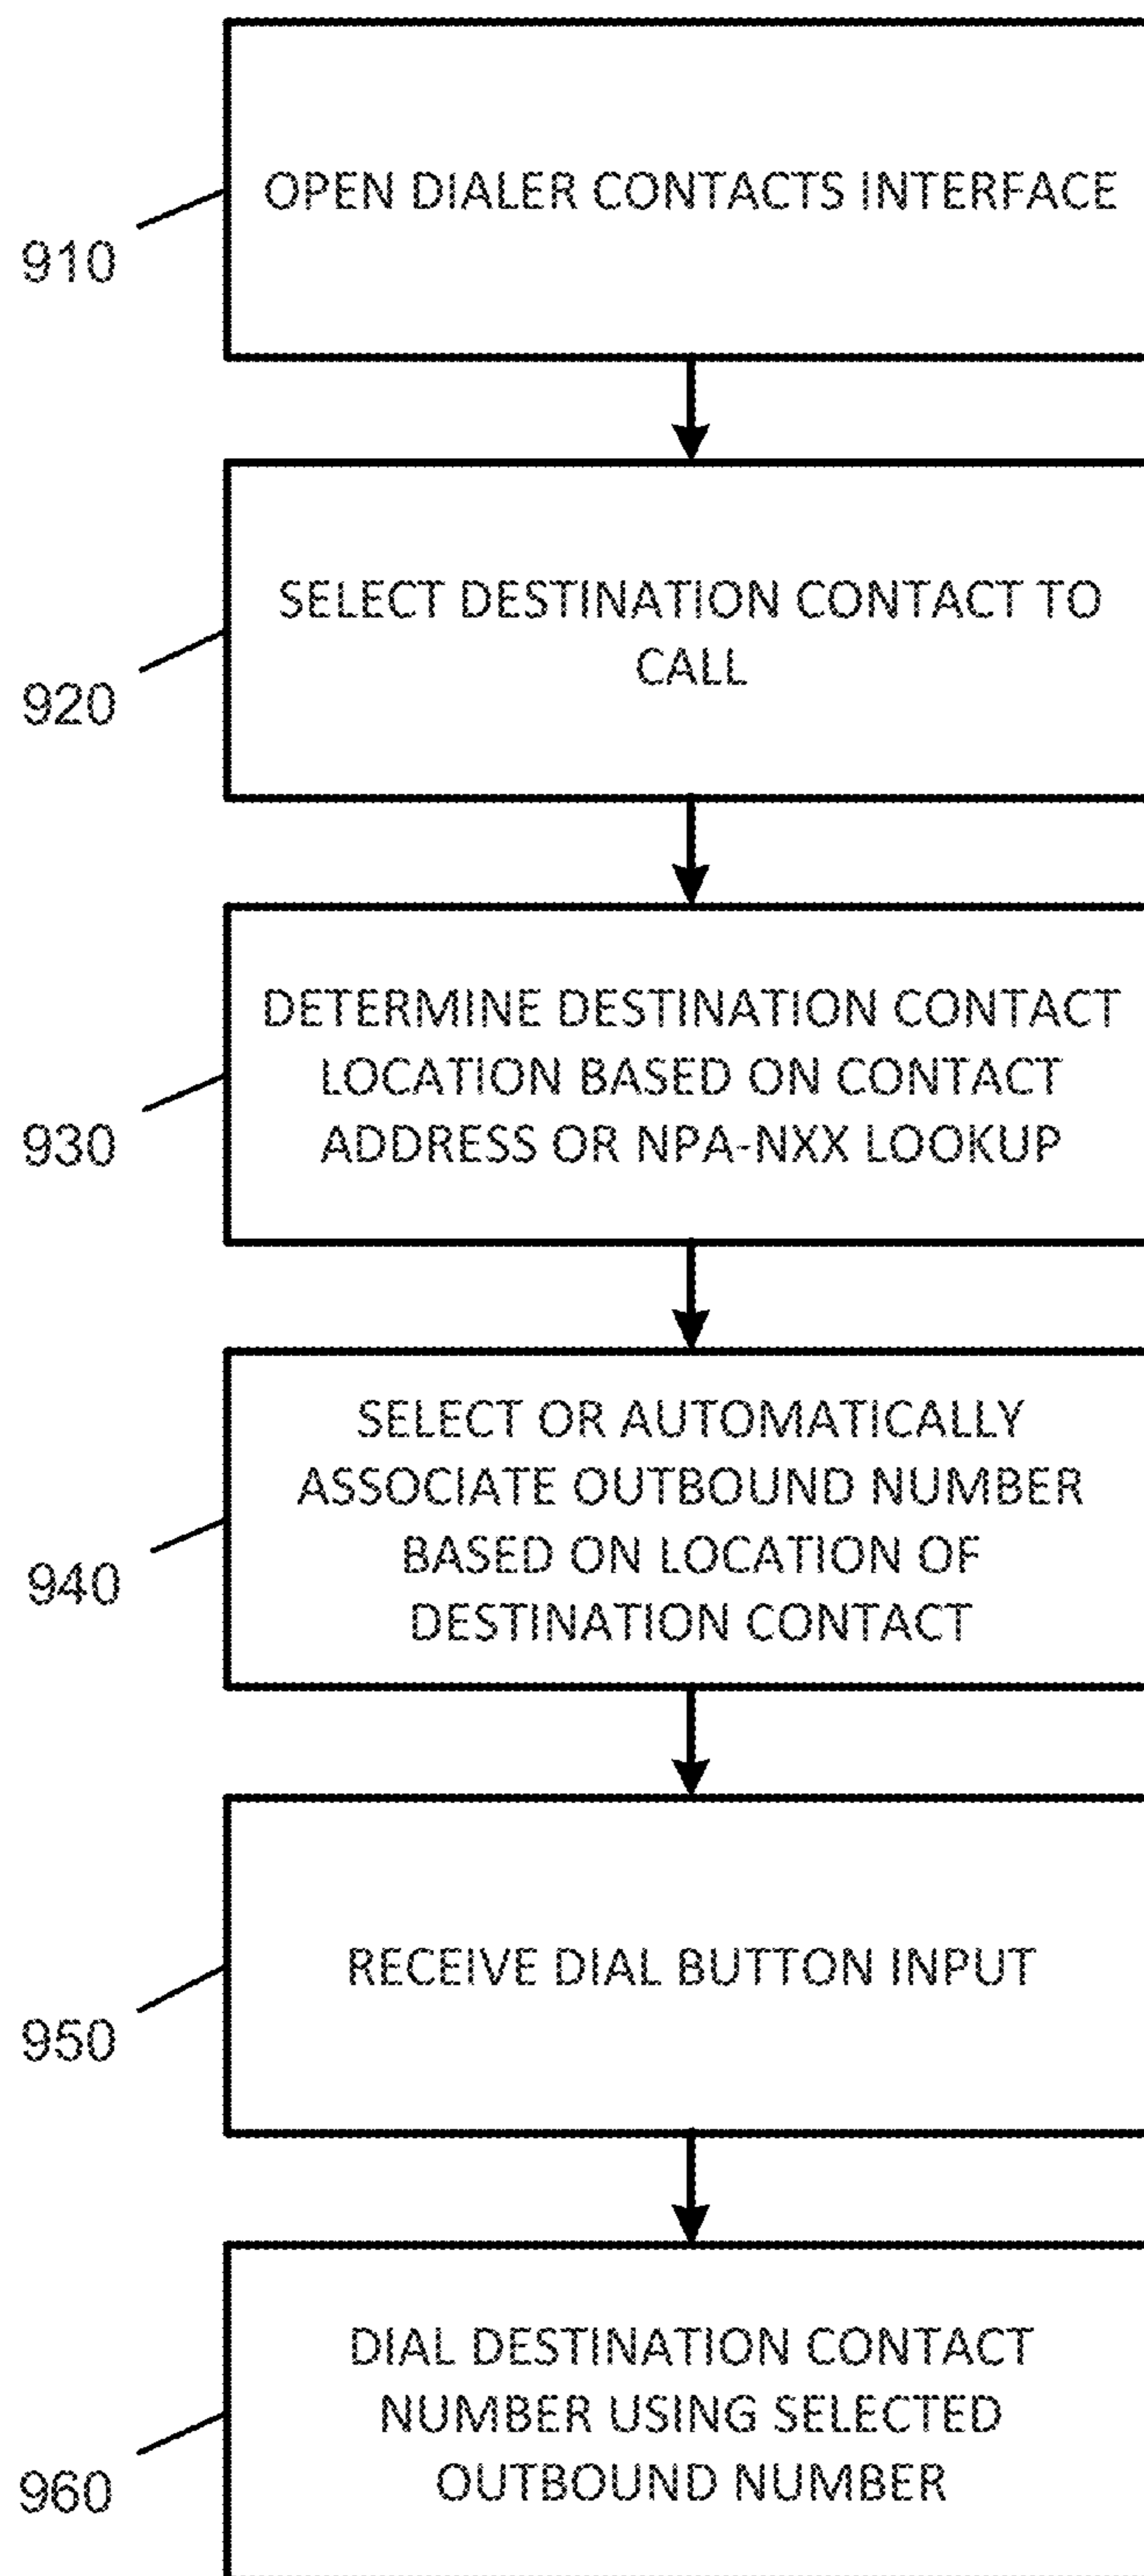 OPEN DIALER CONTACTS INTERFACE
910
SELECT DESTINATION CONTACT TO
CALL
920
DETERMINE DESTINATION CONTACT
LOCATION BASED ON CONTACT
ADDRESS OR NPA-NXX LOOKUP
930
SELECT OR AUTOMATICALLY
ASSOCIATE OUTBOUND NUMBER
BASED ON LOCATION OF
DESTINATION CONTACT
940
RECEIVE DIAL BUTTON INPUT
950
DIAL DESTINATION CONTACT
NUMBER USING SELECTED
OUTBOUND NUMBER
960